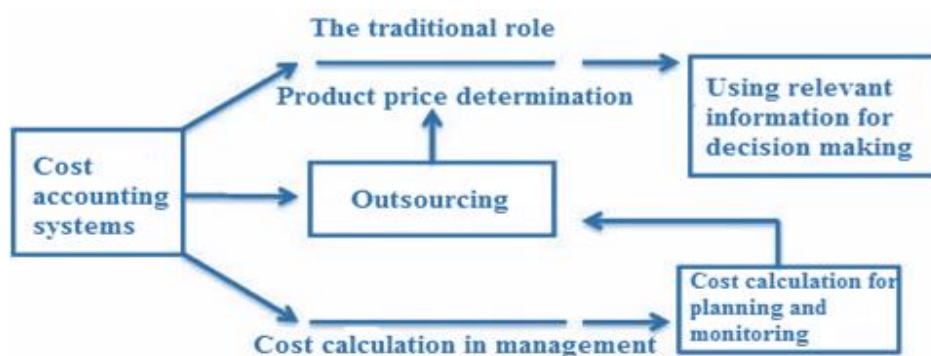 The traditional role
Product price determination
Using relevant
information for
decision making
Cost
accounting
systems
Outsourcing
Cost calculation for
planning and
monitoring
Cost calculation in management